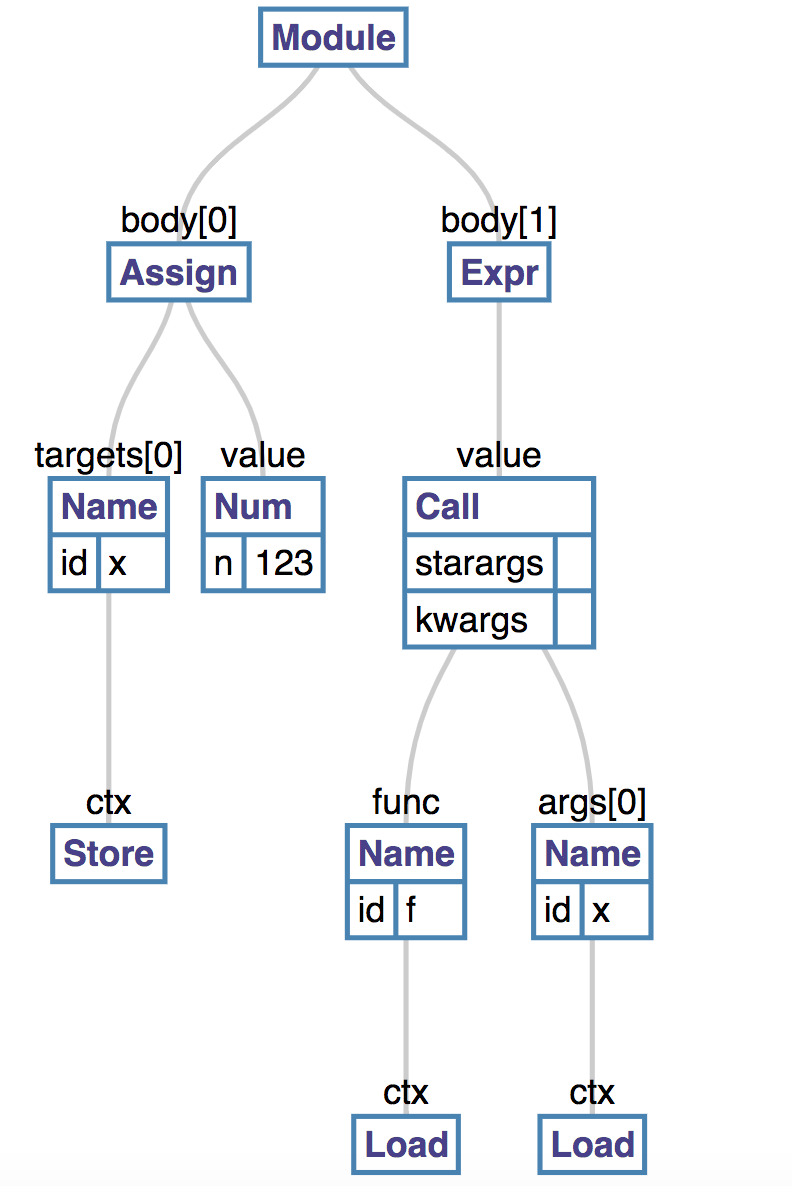 Module
body[0] body[1]
Assign Expr
targets[0] value value
Name Num Call
id x n 123 starargs
kwargs
ctx func args[0]
Store Name Name
id f id x
ctx ctx
Load Load